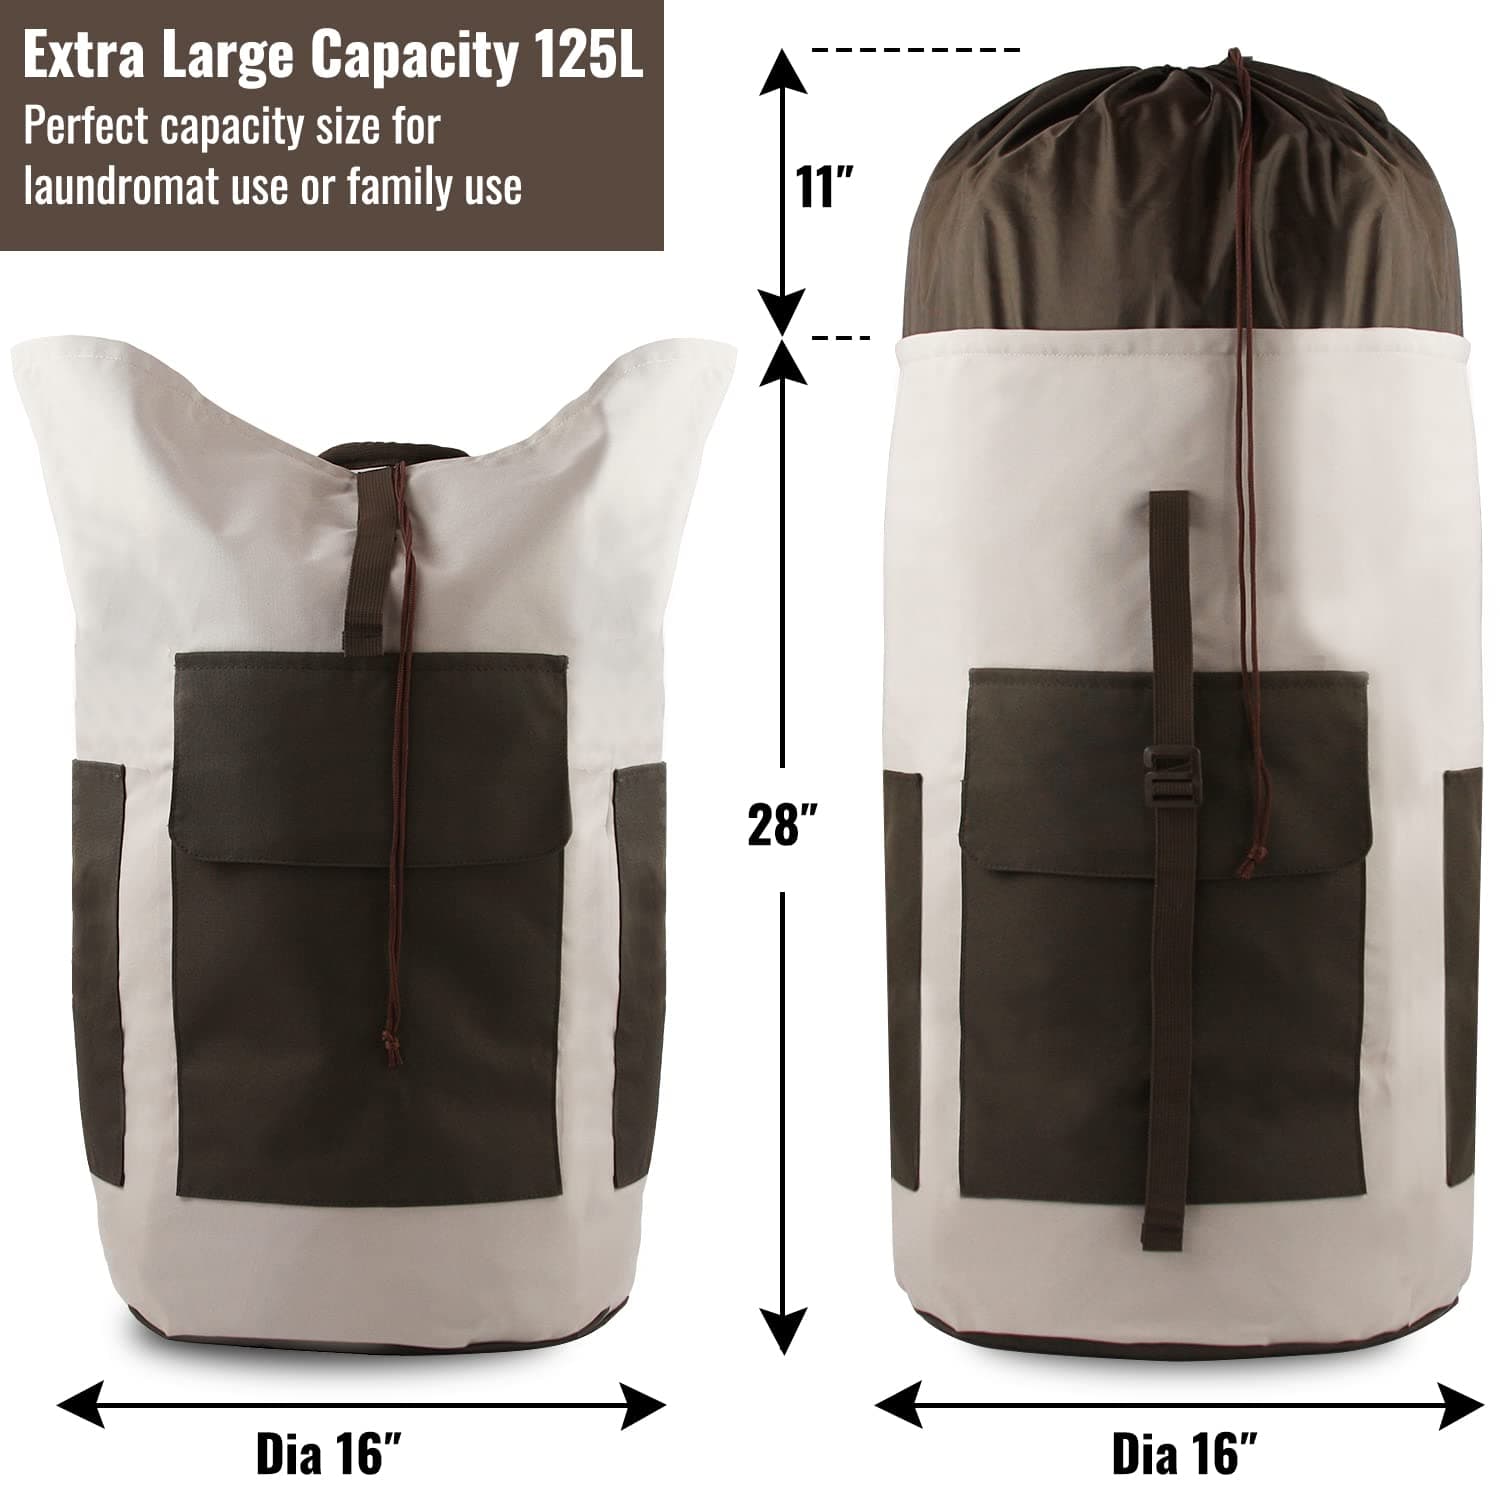 Extra Large Capacity 125L
Perfect capacity size for
laundromat use or family use
11″
28″
Dia 16″
Dia 16″